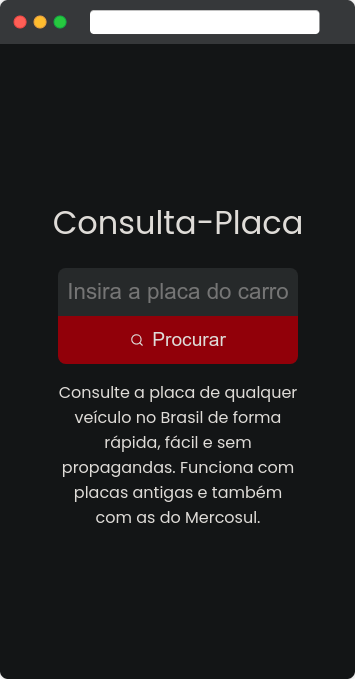 Consulta-Placa
Insira a placa do carro
Procurar
Consulte a placa de qualquer
veículo no Brasil de forma
rápida, fácil e sem
propagandas. Funciona com
placas antigas e também
com as do Mercosul.